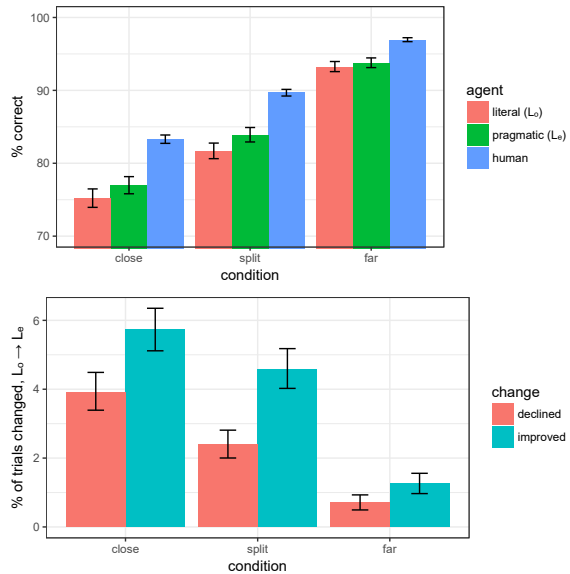 100
90
80
70
% correct
close
split
far
condition
agent
literal (L₀)
pragmatic (Lₑ)
human
6
4
2
0
% of trials changed, L₀ → Lₑ
close
split
far
condition
change
declined
improved